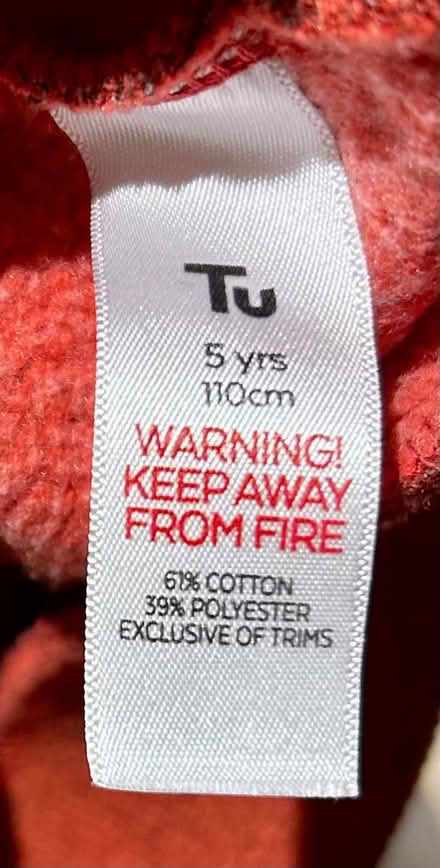 Tu
5 yrs
110cm
WARNING!
KEEP AWAY
FROM FIRE
61% COTTON
39% POLYESTER
EXCLUSIVE OF TRIMS